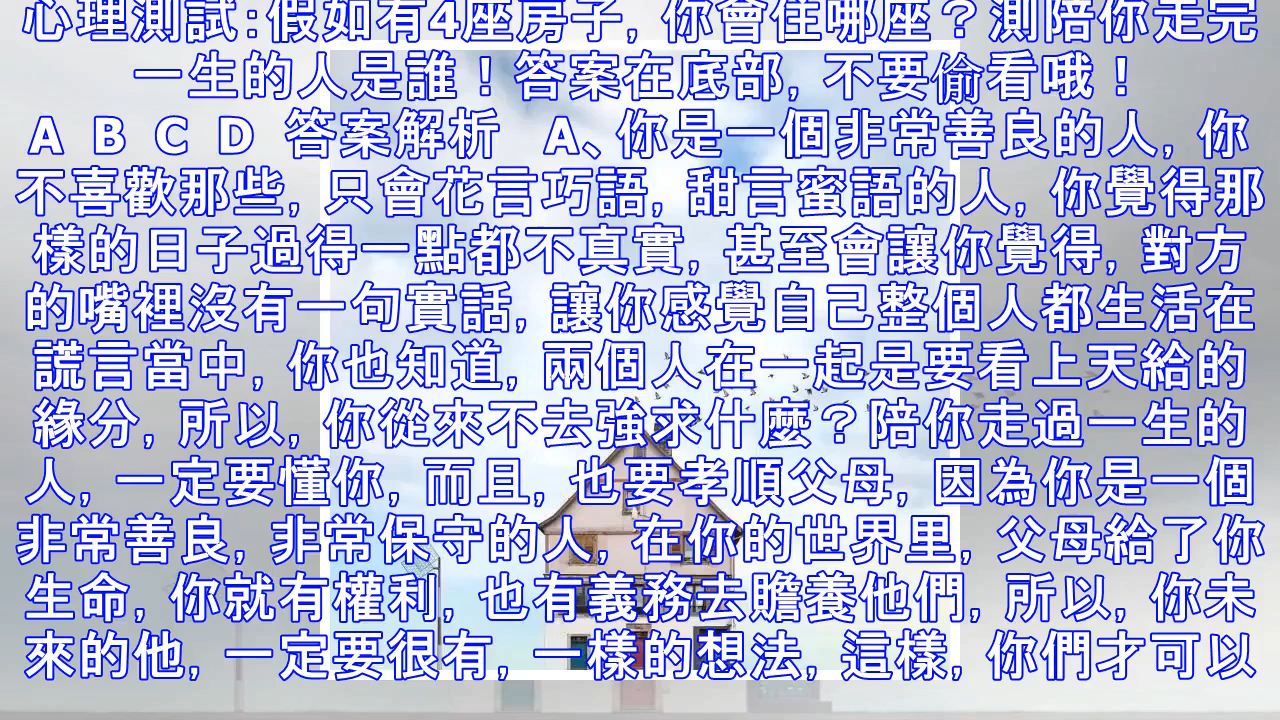 心理測試:假如有4座房子, 你會住哪座？測陪你走完
一生的人是誰！答案在底部, 不要偷看哦！
A B C D 答案解析 A、你是一個非常善良的人, 你
不喜歡那些, 只會花言巧語, 甜言蜜語的人, 你覺得那
樣的日子過得一點都不真實, 甚至會讓你覺得, 對方
的嘴裡沒有一句實話, 讓你感覺自己整個人都生活在
謊言當中, 你也知道, 兩個人在一起是要看上天給的
緣分, 所以, 你從來不去強求什麼？陪你走過一生的
人, 一定要懂你, 而且, 也要孝順父母, 因為你是一個
非常善良, 非常保守的人, 在你的世界里, 父母給了你
生命, 你就有權利, 也有義務去贍養他們, 所以, 你未
來的他, 一定要很有, 一樣的想法, 這樣, 你們才可以